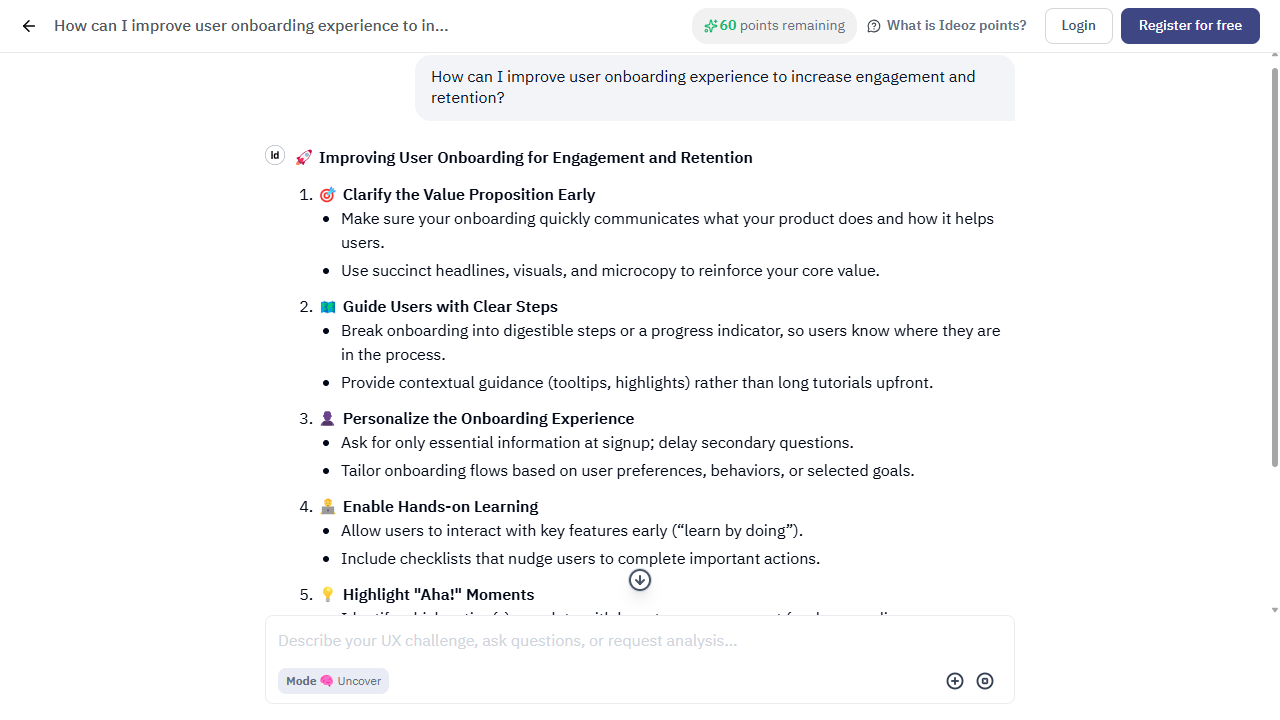 How can I improve user onboarding experience to in...
60 points remaining
What is Ideoz points?
Login
Register for free
How can I improve user onboarding experience to increase engagement and
retention?
Id
🚀 Improving User Onboarding for Engagement and Retention
1. 🎯 Clarify the Value Proposition Early
• Make sure your onboarding quickly communicates what your product does and how it helps
users.
• Use succinct headlines, visuals, and microcopy to reinforce your core value.
2. 🗺️ Guide Users with Clear Steps
• Break onboarding into digestible steps or a progress indicator, so users know where they are
in the process.
• Provide contextual guidance (tooltips, highlights) rather than long tutorials upfront.
3. 👤 Personalize the Onboarding Experience
• Ask for only essential information at signup; delay secondary questions.
• Tailor onboarding flows based on user preferences, behaviors, or selected goals.
4. 🧑‍💻 Enable Hands-on Learning
• Allow users to interact with key features early (“learn by doing”).
• Include checklists that nudge users to complete important actions.
5. 💡 Highlight "Aha!" Moments
Describe your UX challenge, ask questions, or request analysis...
Mode 🧠 Uncover